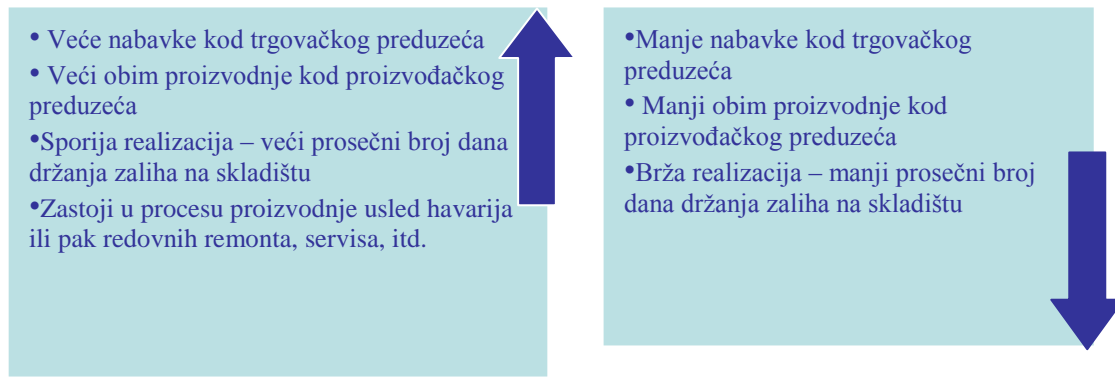 • Veće nabavke kod trgovačkog preduzeća
• Veći obim proizvodnje kod proizvođačkog
preduzeća
•Sporija realizacija – veći prosečni broj dana
držanja zaliha na skladištu
•Zastoji u procesu proizvodnje usled havarija
ili pak redovnih remonta, servisa, itd.
•Manje nabavke kod trgovačkog
preduzeća
• Manji obim proizvodnje kod
proizvođačkog preduzeća
•Brža realizacija – manji prosečni broj
dana držanja zaliha na skladištu